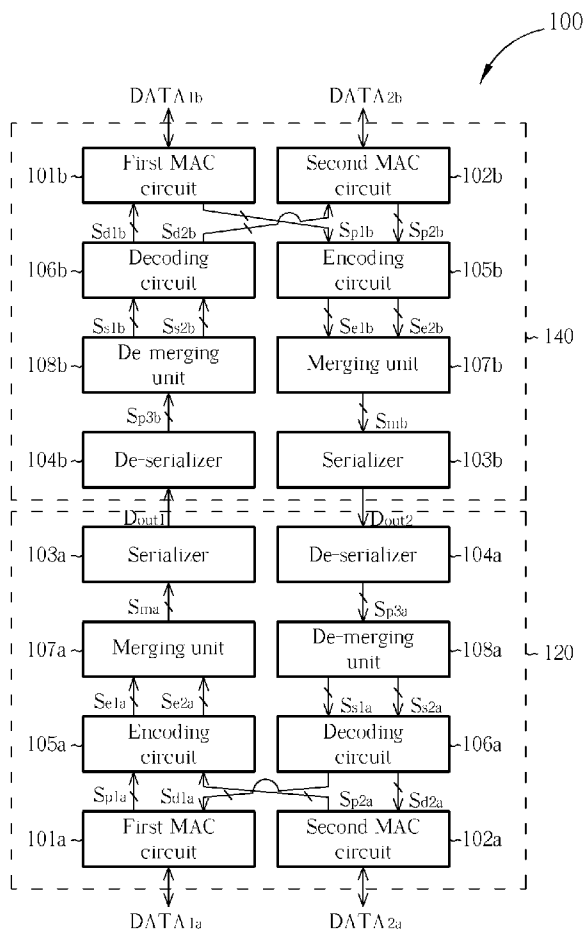 100
DATA1b DATA2b
101b First MAC circuit Second MAC circuit 102b
Sd1b Sd2b Sp1b Sp2b
106b Decoding circuit Encoding circuit 105b
Ss1b Ss2b Se1b Se2b
140
108b De merging unit Merging unit 107b
Sp3b Smb
104b De-serializer Serializer 103b
Dout1 Dout2
103a Serializer De-serializer 104a
Sma Sp3a
107a Merging unit De-merging unit 108a
120
Se1a Se2a Ss1a Ss2a
105a Encoding circuit Decoding circuit 106a
Sp1a Sd1a Sp2a Sd2a
101a First MAC circuit Second MAC circuit 102a
DATA1a DATA2a